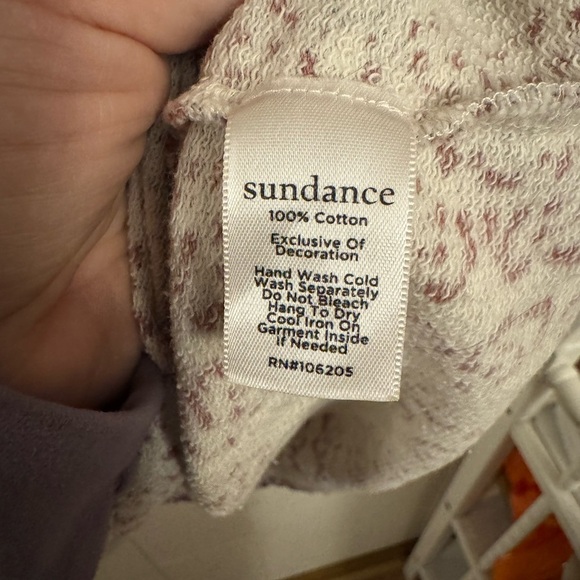 sundance
100% Cotton
Exclusive Of
Decoration
Hand Wash Cold
Wash Separately
Do Not Bleach
Hang To Dry
Cool Iron On
Garment Inside
If Needed
RN#106205